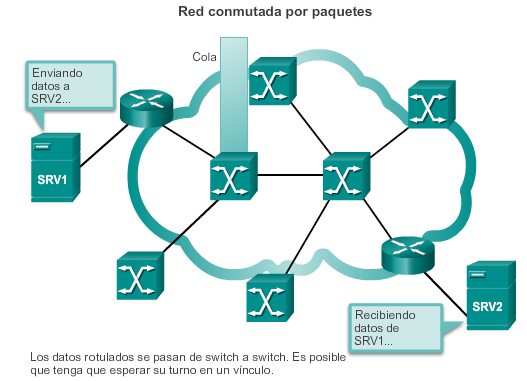 Red conmutada por paquetes
Cola
Enviando
datos a
SRV2...
SRV1
SRV2
Recibiendo
datos de
SRV1...
Los datos rotulados se pasan de switch a switch. Es posible
que tenga que esperar su turno en un vínculo.